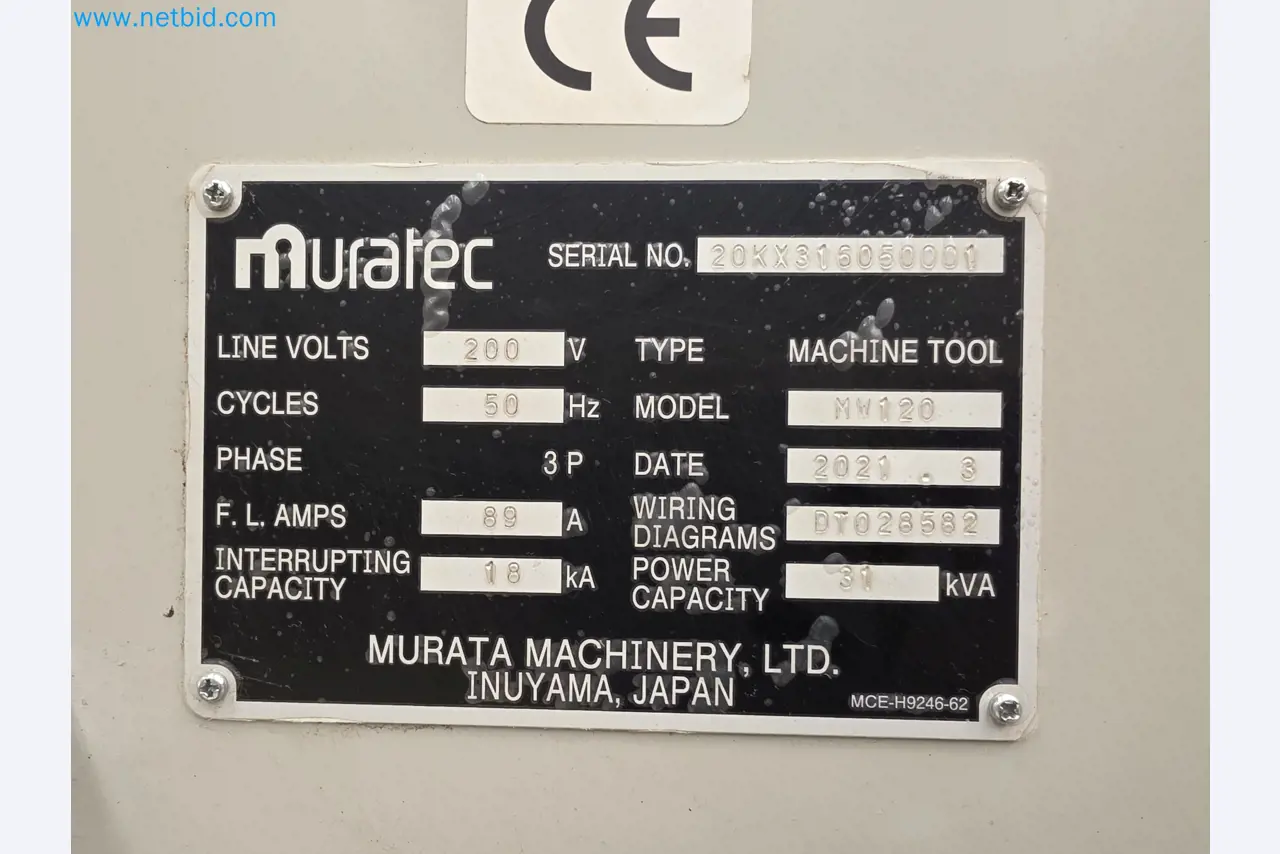 www.netbid.com
CE
muratec SERIAL NO. 20KX316050001
LINE VOLTS 200 V TYPE MACHINE TOOL
CYCLES 50 Hz MODEL MW120
PHASE 3 P DATE 2021 . 3
F. L. AMPS 89 A WIRING DIAGRAMS DT028582
INTERRUPTING CAPACITY 18 kA POWER CAPACITY 31 kVA
MURATA MACHINERY, LTD.
INUYAMA, JAPAN
MCE-H9246-62